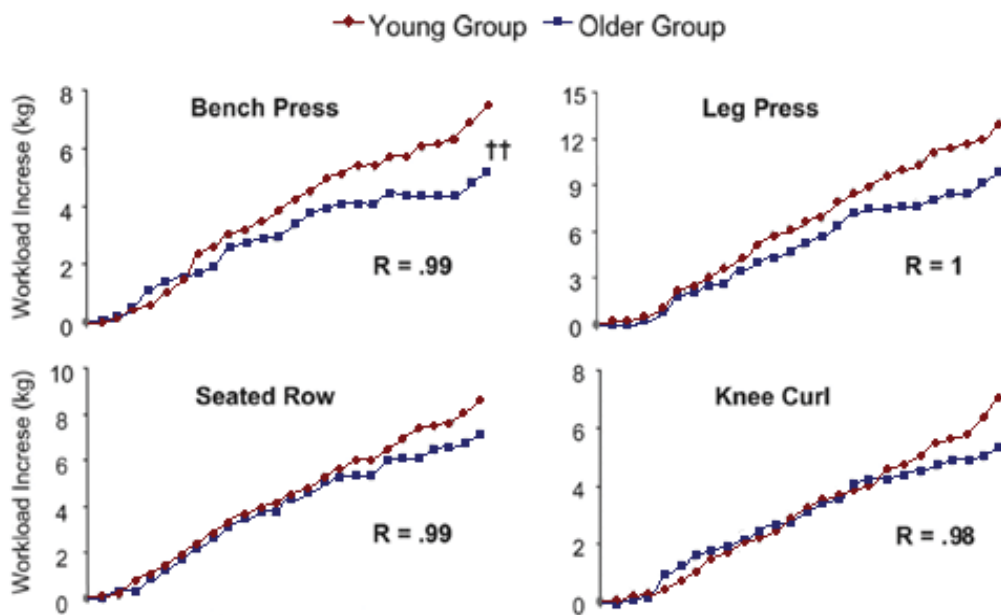 Young Group Older Group
Bench Press
Workload Increse (kg)
8
6
4
2
0
††
R = .99
Leg Press
15
12
9
6
3
0
R = 1
Seated Row
Workload Increse (kg)
10
8
6
4
2
0
R = .99
Knee Curl
8
6
4
2
0
R = .98